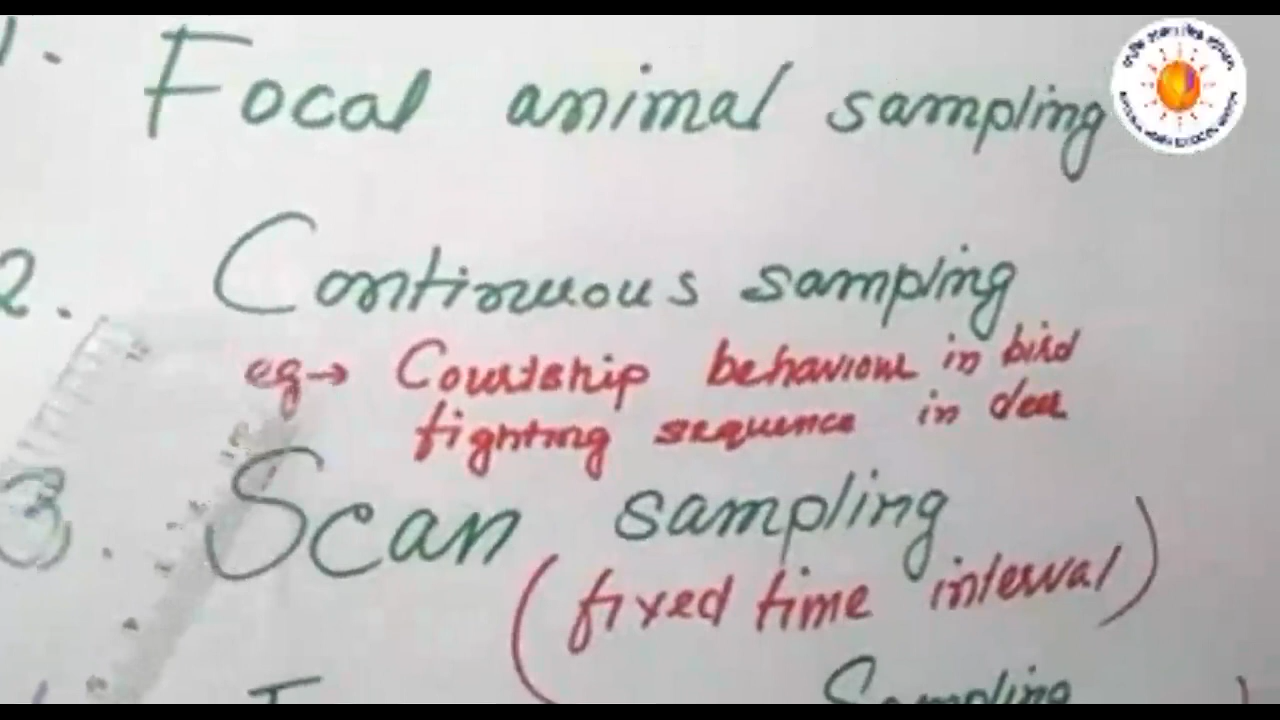 1. Focal animal sampling
2. Continuous sampling
eg→ Courtship behaviour in bird
fighting sequence in deer
3. Scan sampling
(fixed time interval)
Sampling